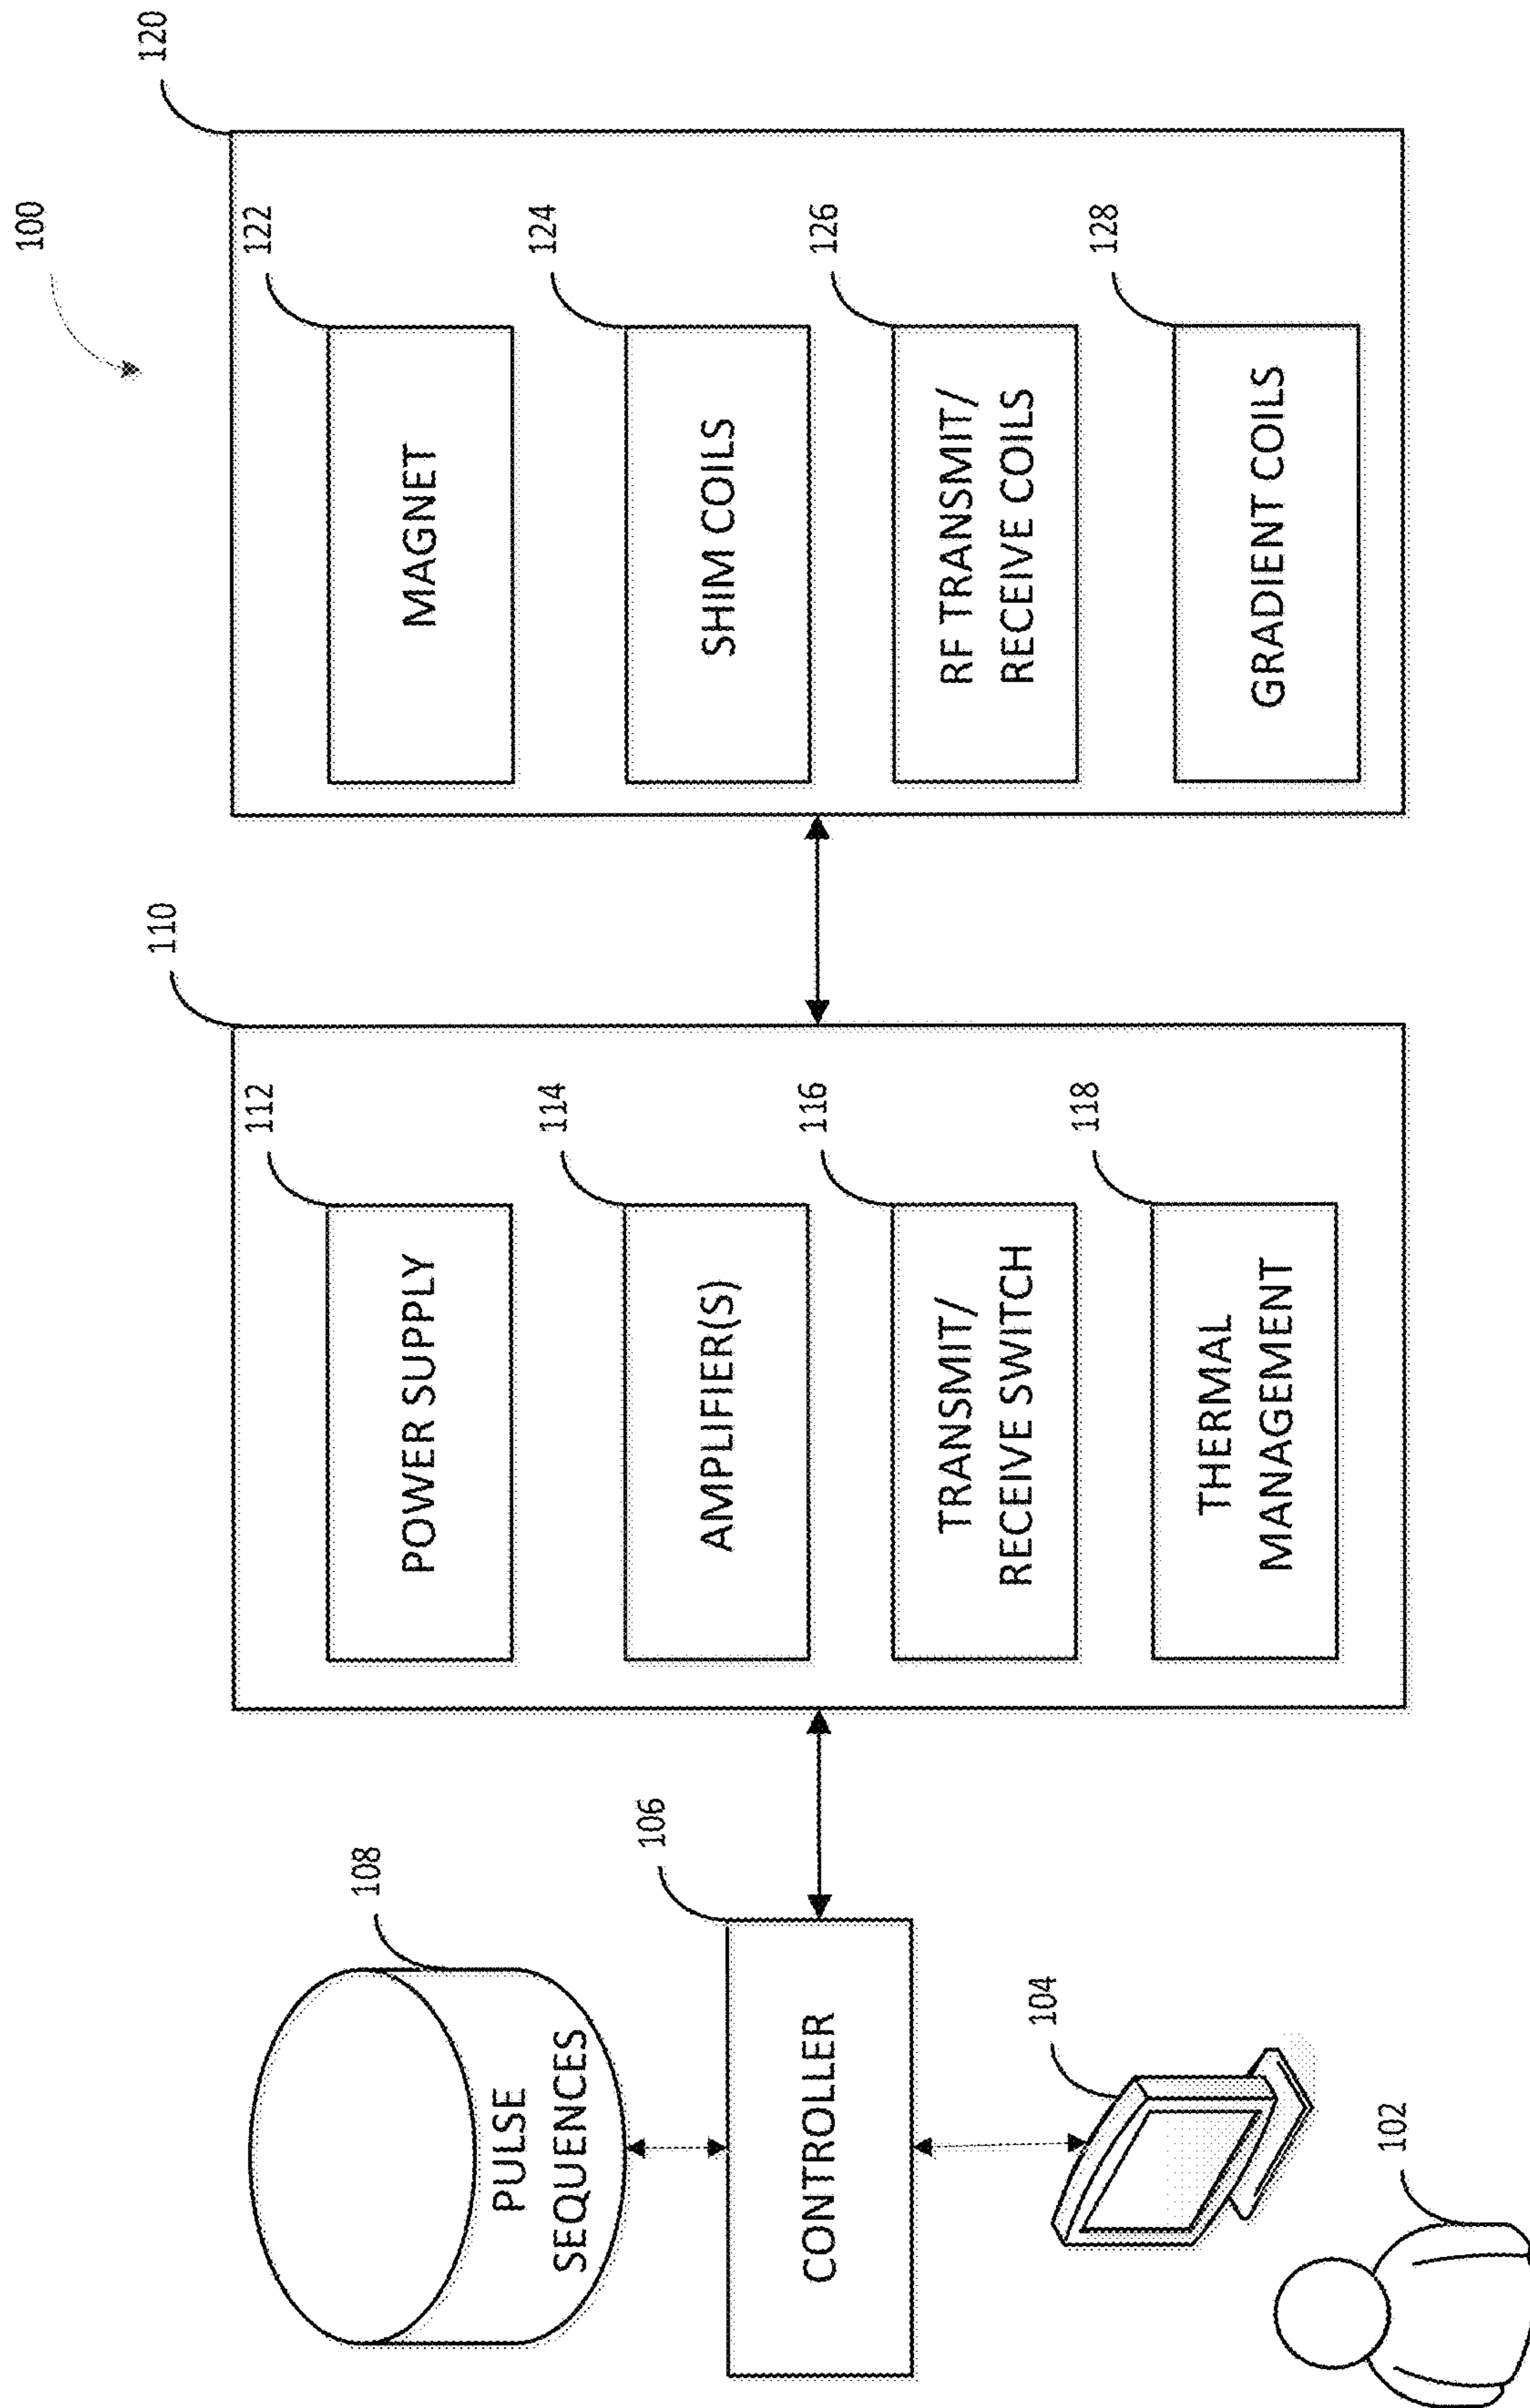 100
120
122
MAGNET
124
SHIM COILS
126
RF TRANSMIT/
RECEIVE COILS
128
GRADIENT COILS
110
112
POWER SUPPLY
114
AMPLIFIER(S)
116
TRANSMIT/
RECEIVE SWITCH
118
THERMAL
MANAGEMENT
108
PULSE
SEQUENCES
106
CONTROLLER
104
102